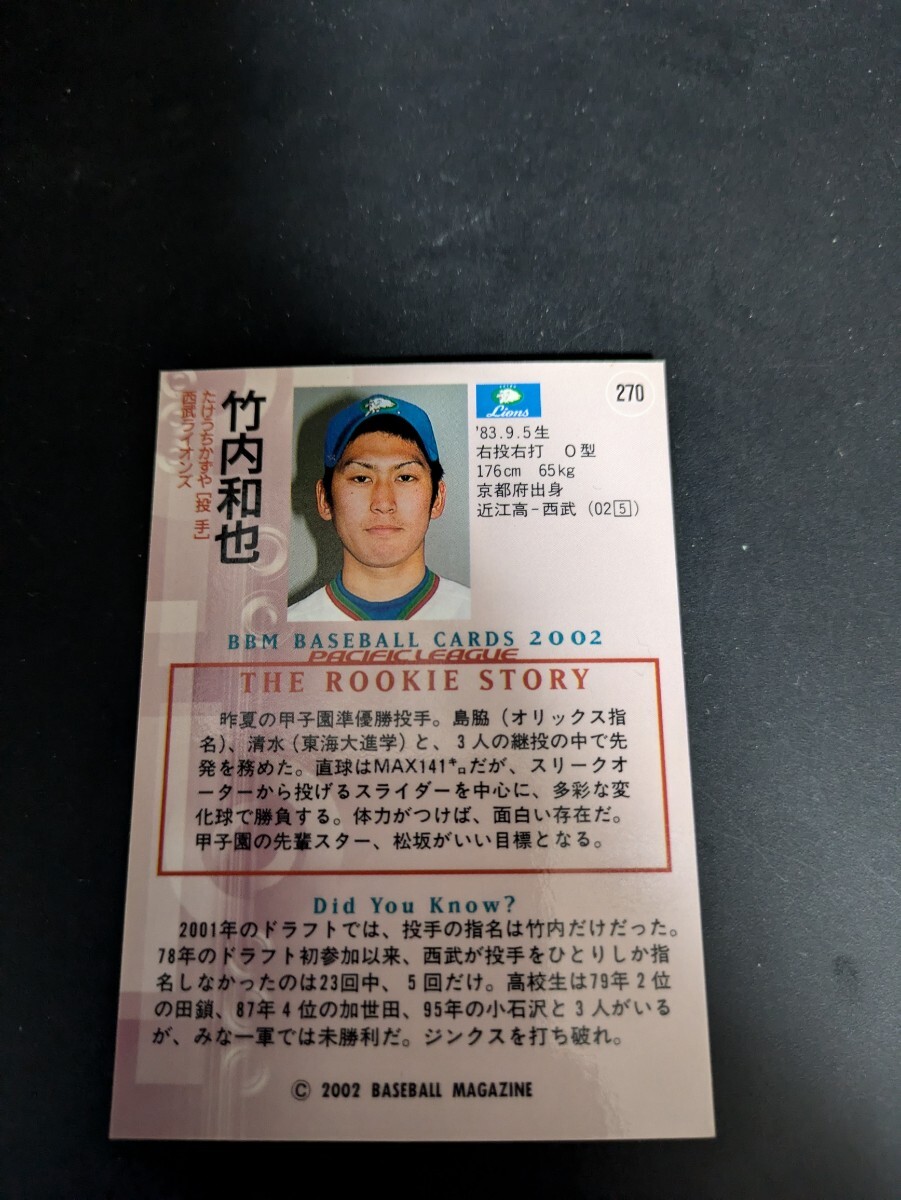 270
Lions
'83.9.5生
右投右打 O型
176cm 65kg
京都府出身
近江高-西武 (025)
竹内和也
たけうちかずや[投手]
西武ライオンズ
BBM BASEBALL CARDS 2002
PACIFIC LEAGUE
THE ROOKIE STORY
昨夏の甲子園準優勝投手。島脇(オリックス指
名)、清水(東海大進学)と、3人の継投の中で先
発を務めた。直球はMAX141㌔だが、スリークオ
ーターから投げるスライダーを中心に、多彩な変
化球で勝負する。体力がつけば、面白い存在だ。
甲子園の先輩スター、松坂がいい目標となる。
Did You Know?
2001年のドラフトでは、投手の指名は竹内だけだった。
78年のドラフト初参加以来、西武が投手をひとりしか指
名しなかったのは23回中、5回だけ。高校生は79年2位
の田鎖、87年4位の加世田、95年の小石沢と3人がいる
が、みな一軍では未勝利だ。ジンクスを打ち破れ。
© 2002 BASEBALL MAGAZINE